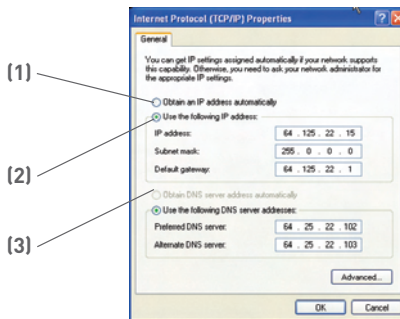 Internet Protocol (TCP/IP) Properties
General
You can get IP settings assigned automatically if your network supports
this capability. Otherwise, you need to ask your network administrator for
the appropriate IP settings.
(1)
Obtain an IP address automatically
(2)
Use the following IP address:
IP address: 64 . 125 . 22 . 15
Subnet mask: 255 . 0 . 0 . 0
Default gateway: 64 . 125 . 22 . 1
(3)
Obtain DNS server address automatically
Use the following DNS server addresses:
Preferred DNS server: 64 . 25 . 22 . 102
Alternate DNS server: 64 . 25 . 22 . 103
Advanced...
OK Cancel